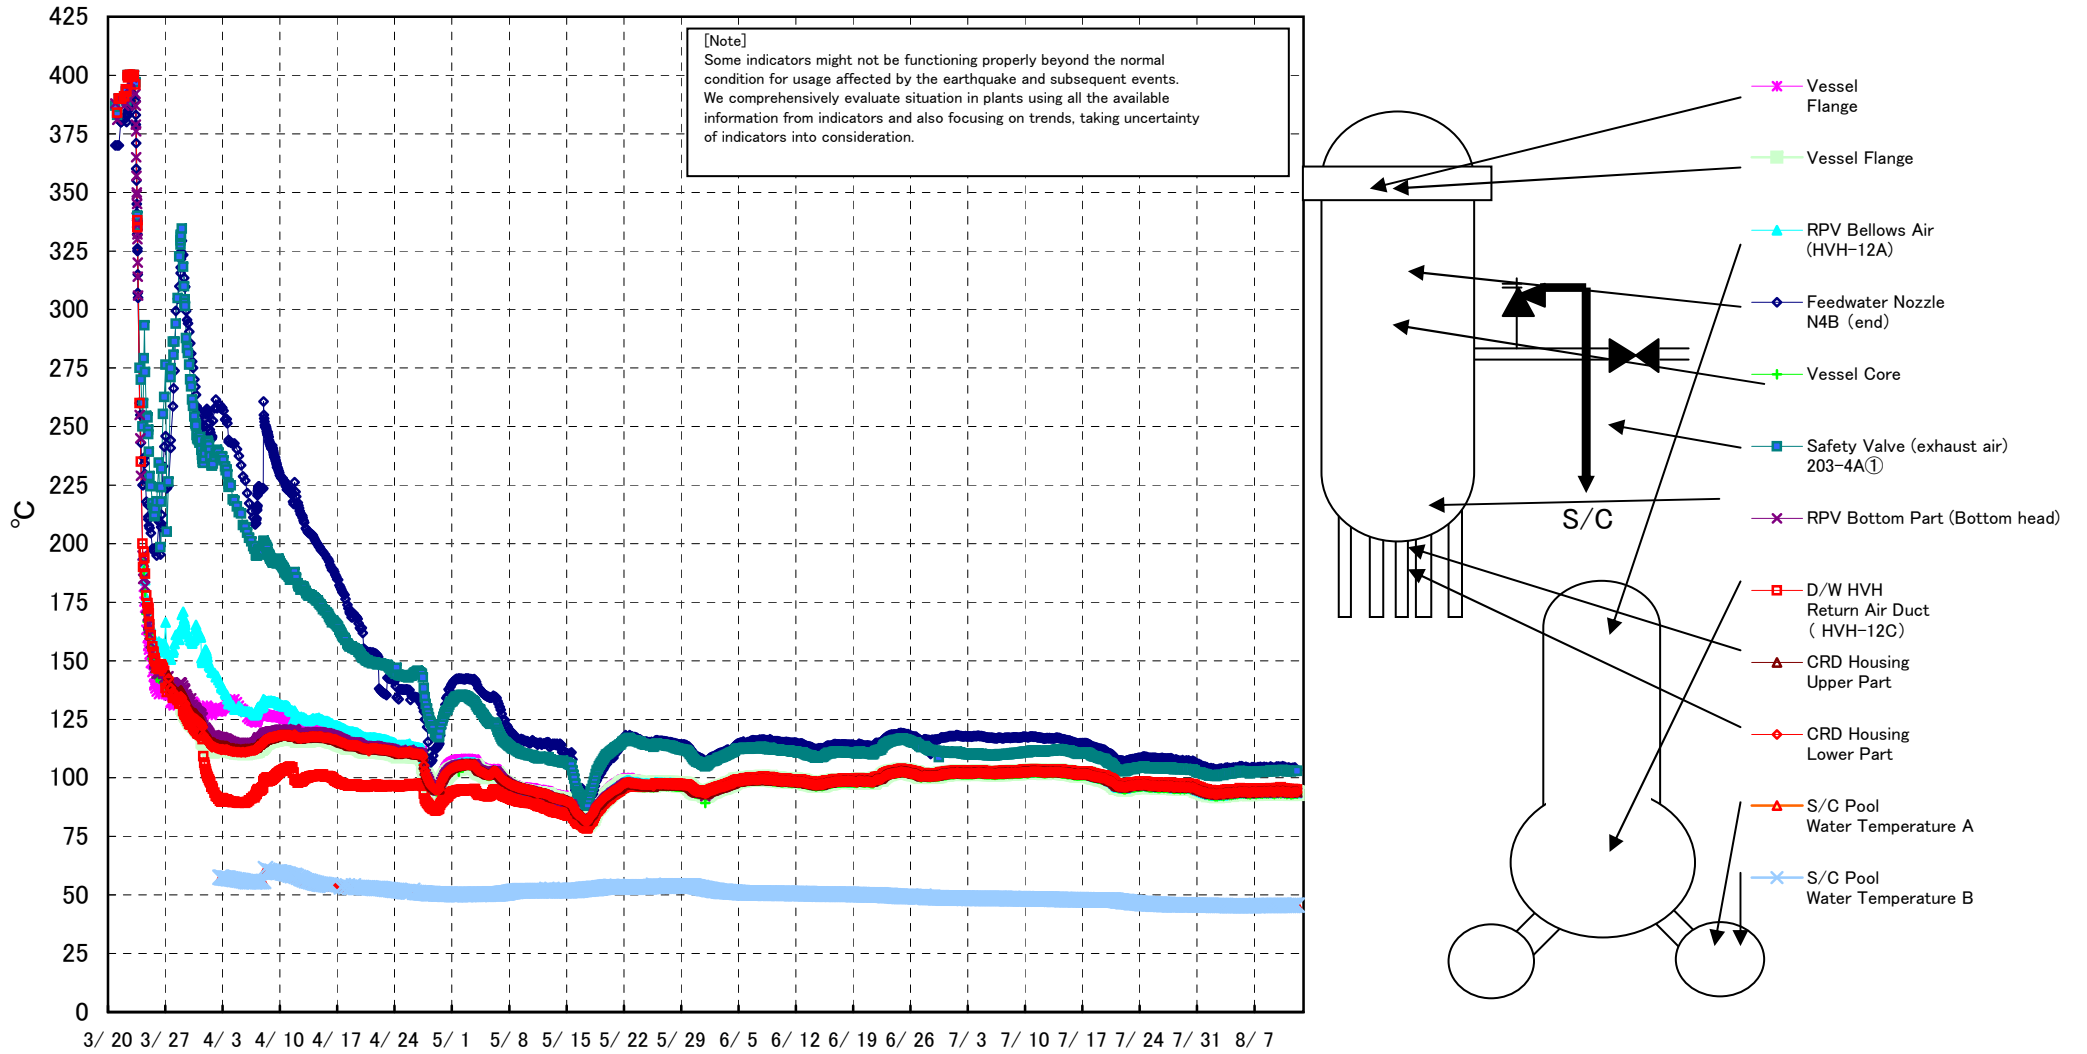 [Note]
Some indicators might not be functioning properly beyond the normal
condition for usage affected by the earthquake and subsequent events.
We comprehensively evaluate situation in plants using all the available
information from indicators and also focusing on trends, taking uncertainty
of indicators into consideration.
425
400
375
350
325
300
275
250
225
200
175
150
125
100
75
50
25
0
℃
3/ 20 3/ 27 4/ 3 4/ 10 4/ 17 4/ 24 5/ 1 5/ 8 5/ 15 5/ 22 5/ 29 6/ 5 6/ 12 6/ 19 6/ 26 7/ 3 7/ 10 7/ 17 7/ 24 7/ 31 8/ 7
S/C
Vessel
Flange
Vessel Flange
RPV Bellows Air
(HVH-12A)
Feedwater Nozzle
N4B (end)
Vessel Core
Safety Valve (exhaust air)
203-4A①
RPV Bottom Part (Bottom head)
D/W HVH
Return Air Duct
( HVH-12C)
CRD Housing
Upper Part
CRD Housing
Lower Part
S/C Pool
Water Temperature A
S/C Pool
Water Temperature B